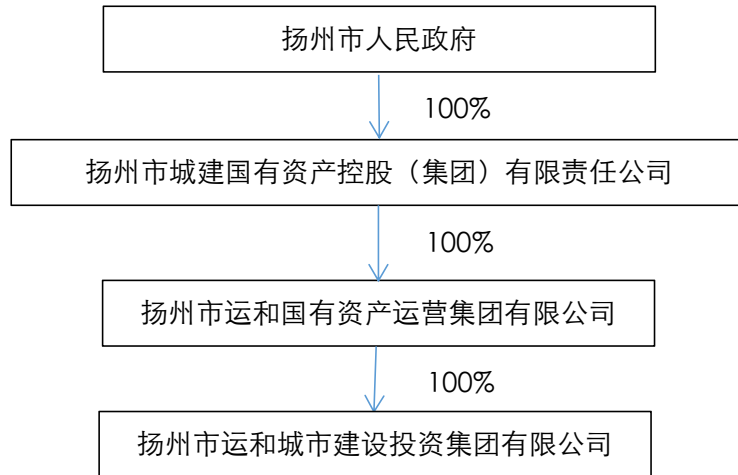 扬州市人民政府
100%
扬州市城建国有资产控股（集团）有限责任公司
100%
扬州市运和国有资产运营集团有限公司
100%
扬州市运和城市建设投资集团有限公司